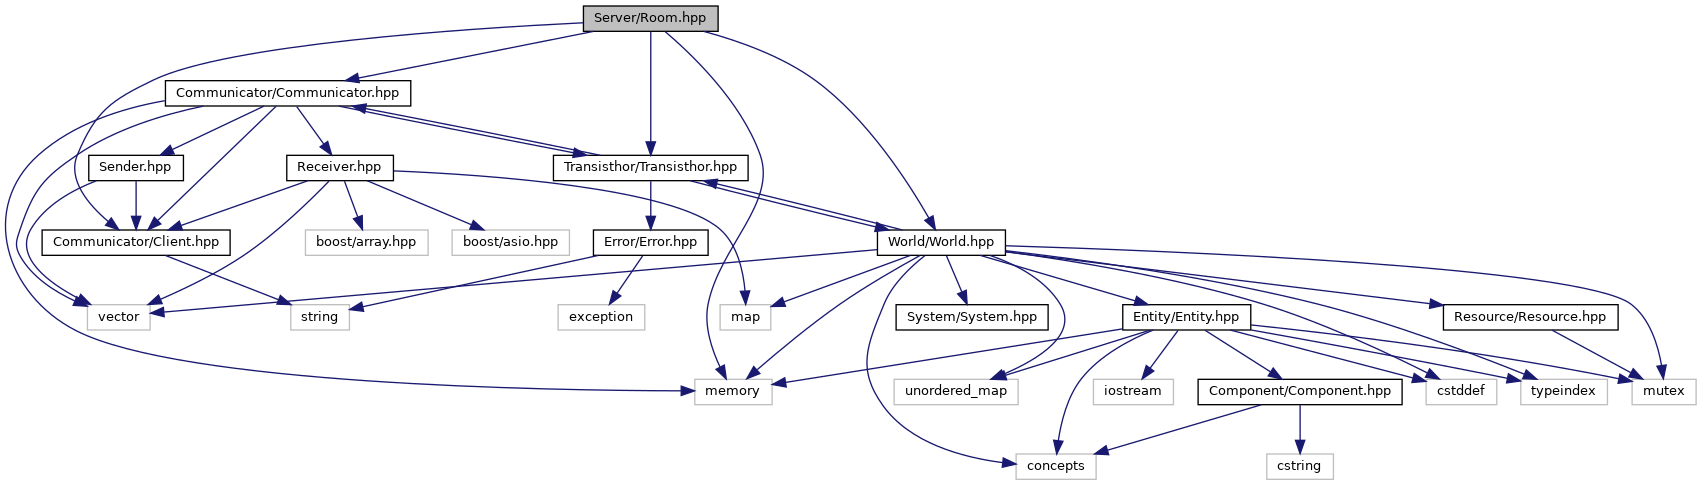 Server/Room.hpp
Communicator/Communicator.hpp
Sender.hpp
Receiver.hpp
Transisthor/Transisthor.hpp
Communicator/Client.hpp
boost/array.hpp
boost/asio.hpp
Error/Error.hpp
World/World.hpp
vector
string
exception
map
System/System.hpp
Entity/Entity.hpp
Resource/Resource.hpp
memory
unordered_map
iostream
Component/Component.hpp
cstddef
typeindex
mutex
concepts
cstring